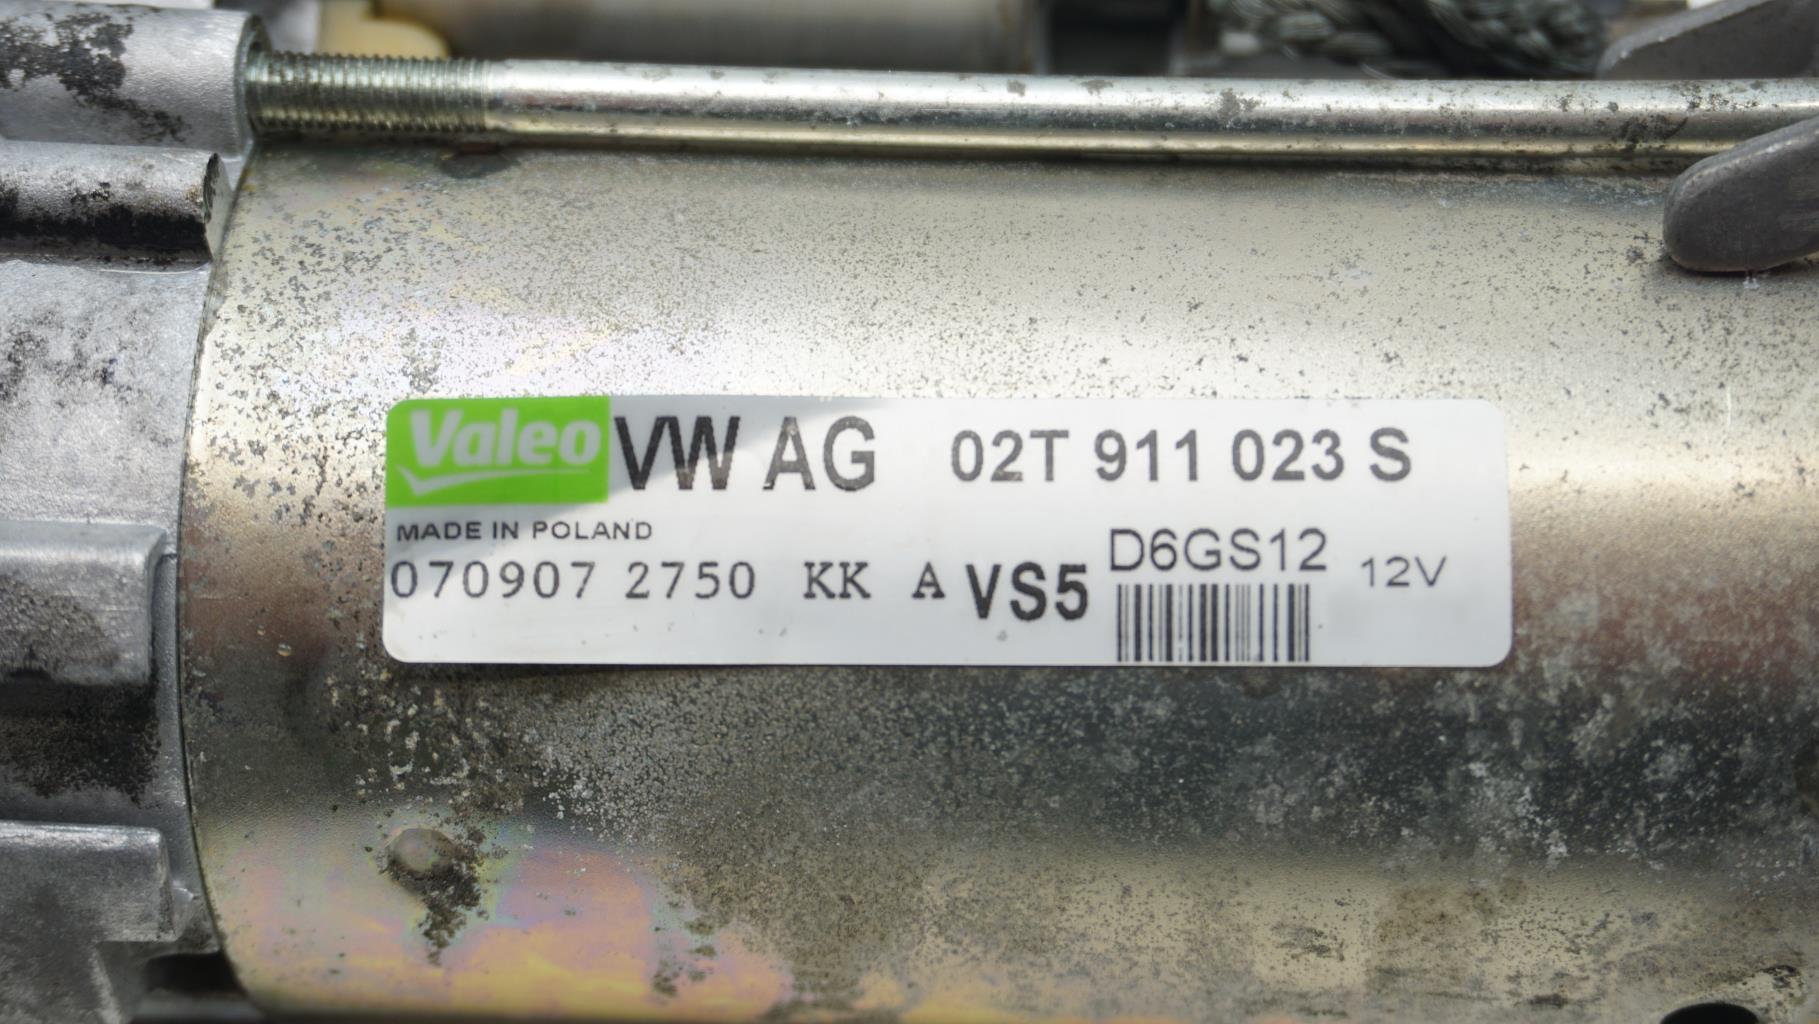 Valeo VW AG 02T 911 023 S
MADE IN POLAND
070907 2750 KK A VS5 D6GS12 12V